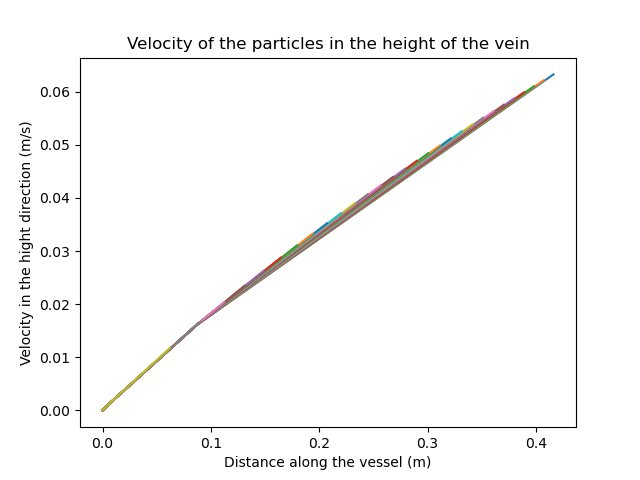 Velocity of the particles in the height of the vein
Velocity in the hight direction (m/s)
0.06
0.05
0.04
0.03
0.02
0.01
0.00
0.0 0.1 0.2 0.3 0.4
Distance along the vessel (m)